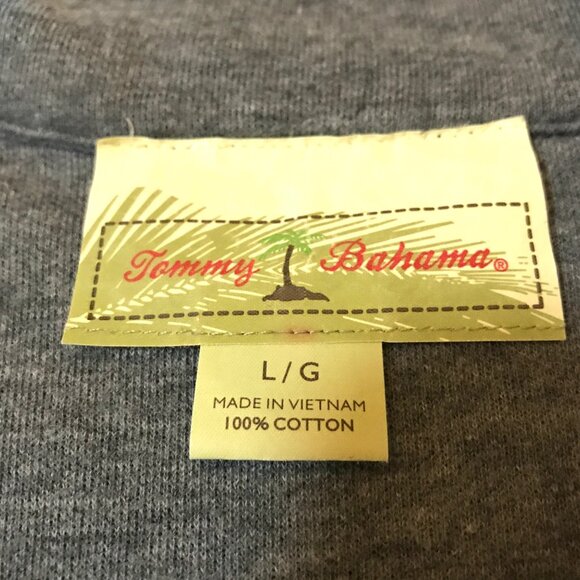 Tommy Bahama®
L/G
MADE IN VIETNAM
100% COTTON